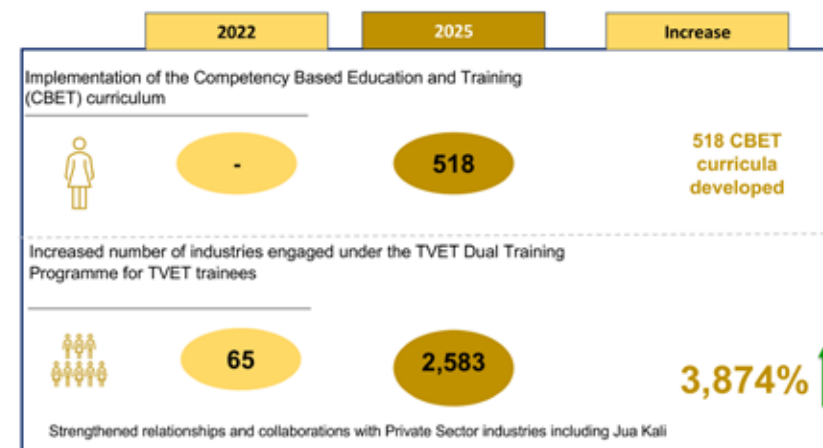 2022 2025 Increase
Implementation of the Competency Based Education and Training
(CBET) curriculum
- 518
518 CBET
curricula
developed
Increased number of industries engaged under the TVET Dual Training
Programme for TVET trainees
65 2,583 3,874%
Strengthened relationships and collaborations with Private Sector industries including Jua Kali